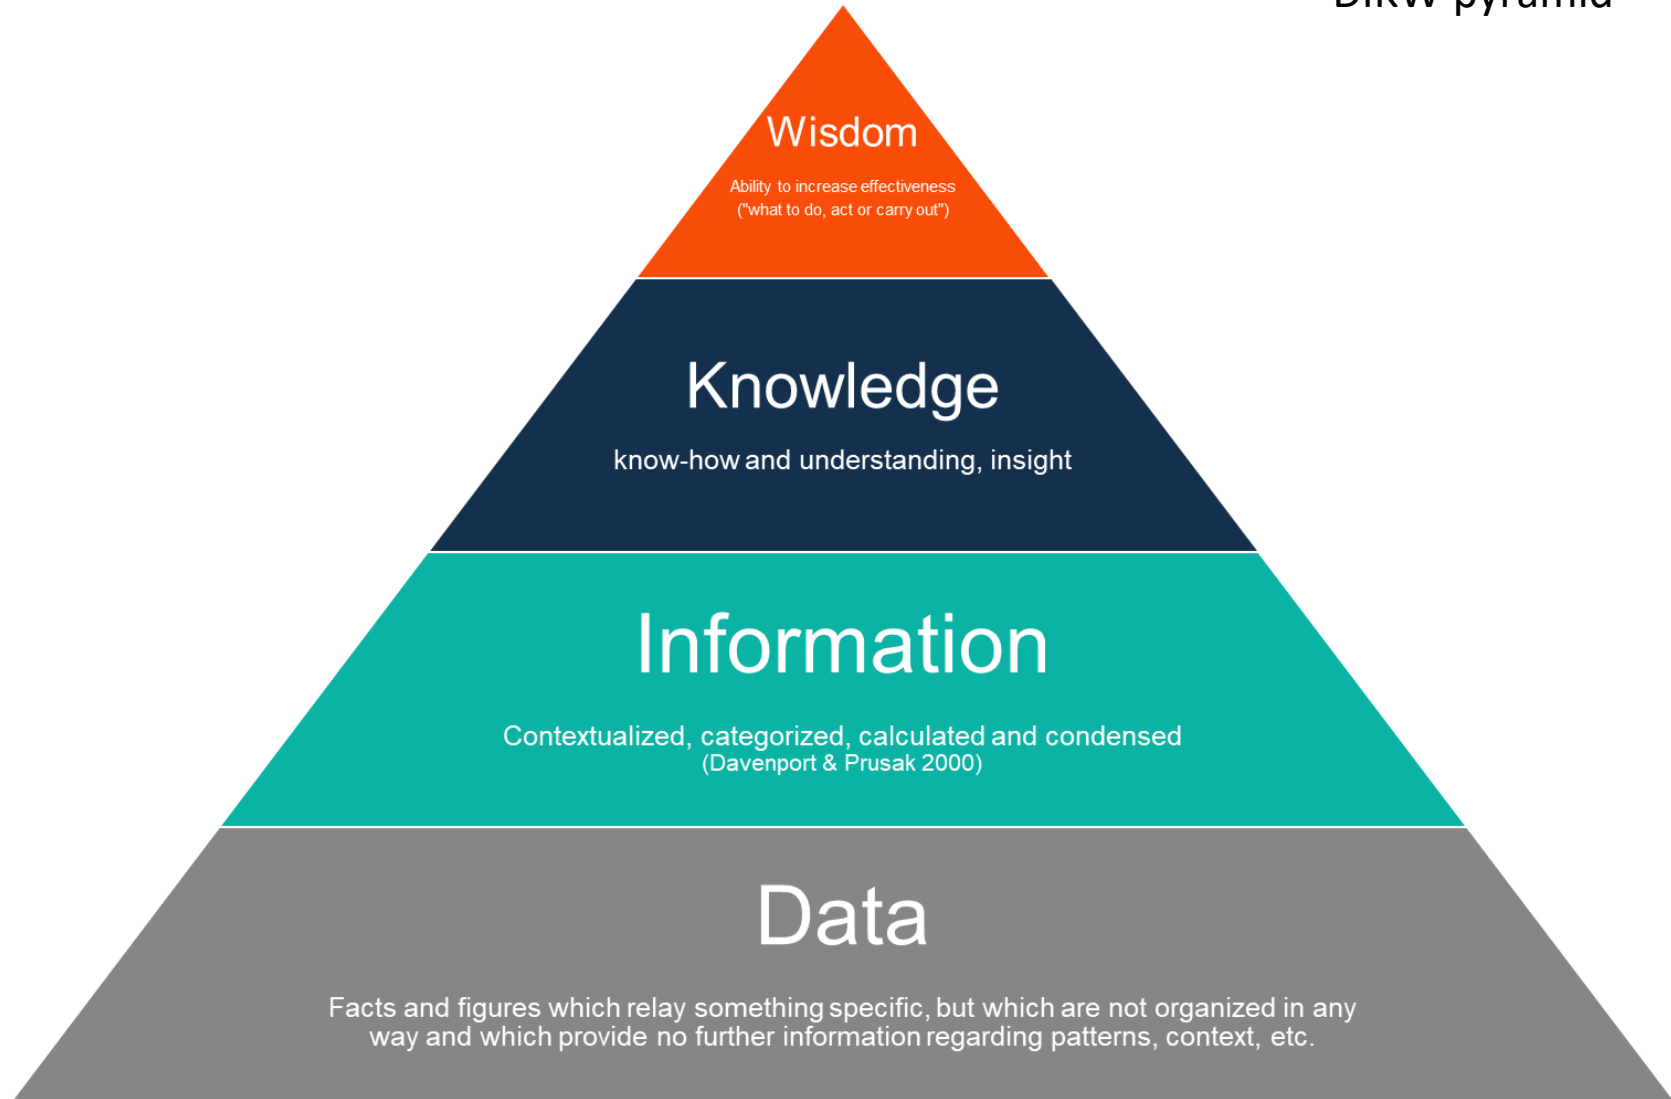 DIKW pyramid
Wisdom
Ability to increase effectiveness
("what to do, act or carry out")
Knowledge
know-how and understanding, insight
Information
Contextualized, categorized, calculated and condensed
(Davenport & Prusak 2000)
Data
Facts and figures which relay something specific, but which are not organized in any
way and which provide no further information regarding patterns, context, etc.